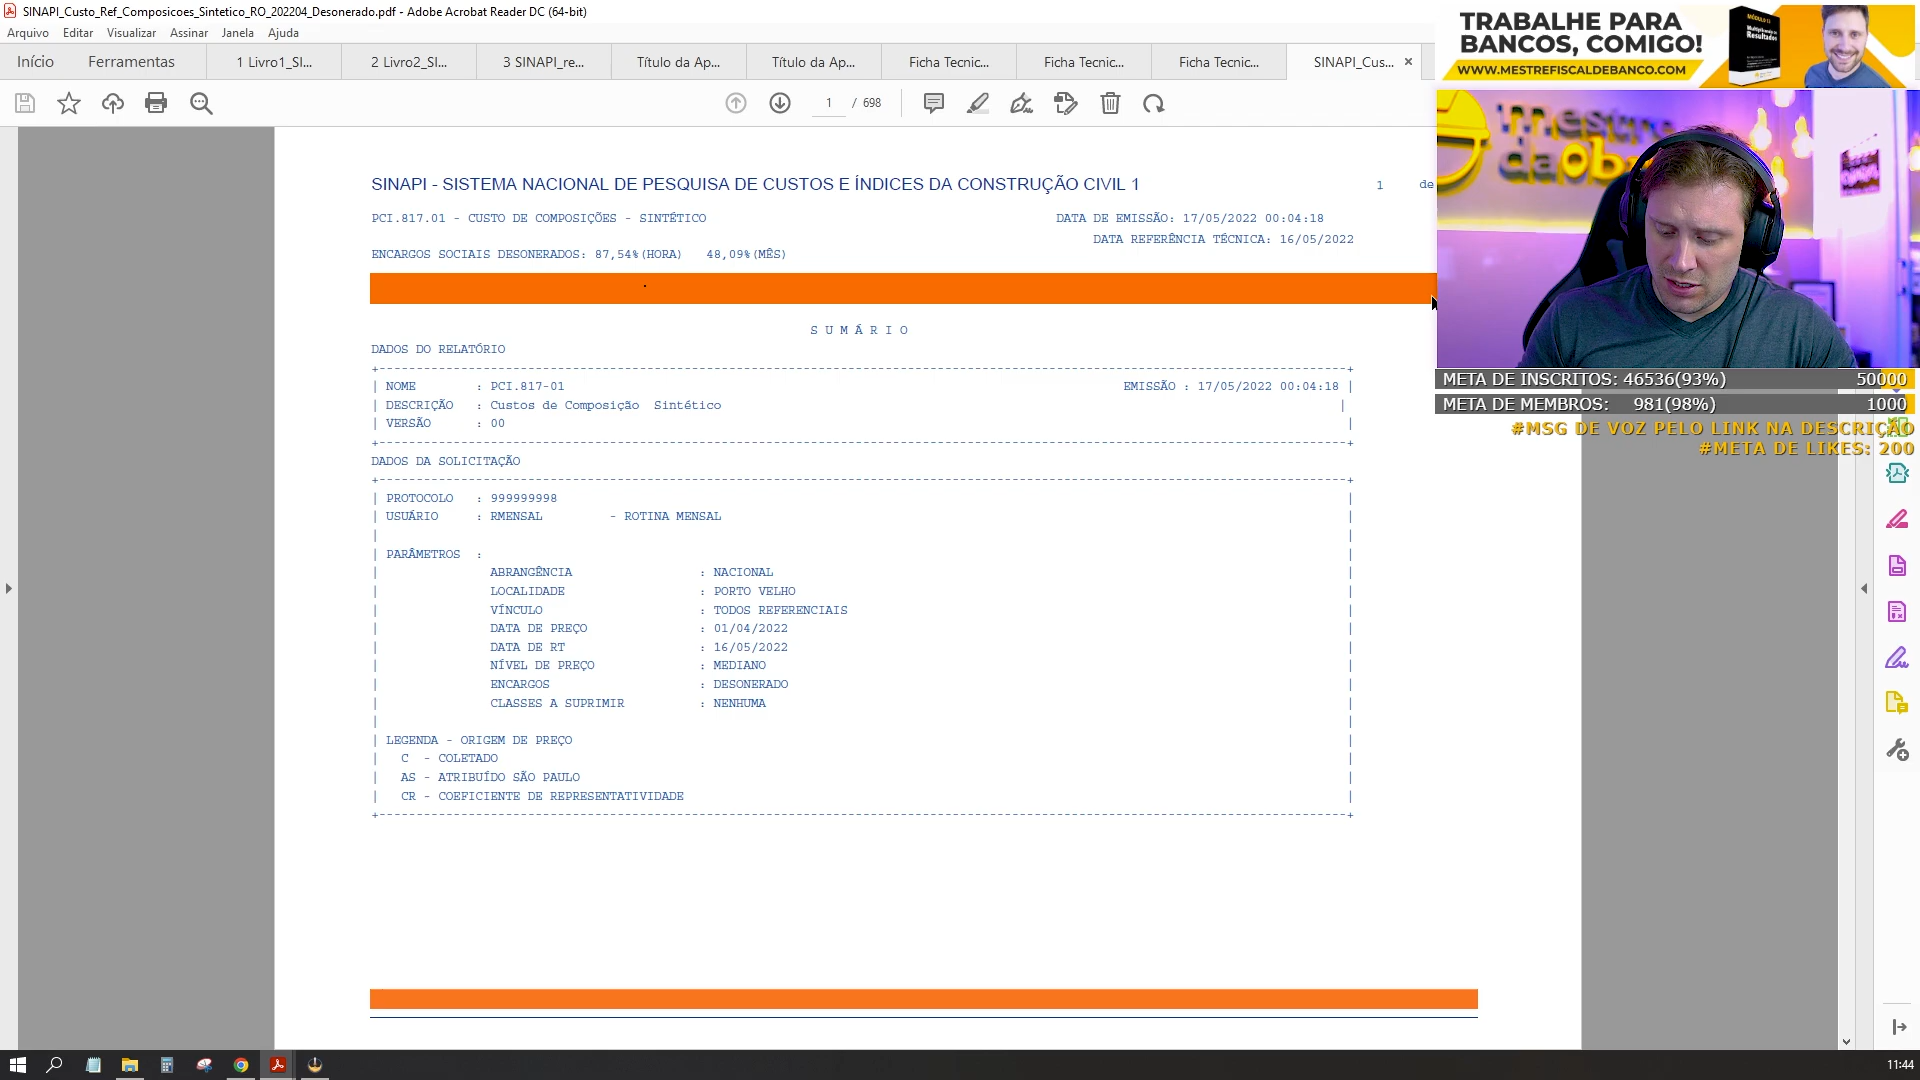 SINAPI_Custo_Ref_Composicoes_Sintetico_RO_202204_Desonerado.pdf - Adobe Acrobat Reader DC (64-bit)
Arquivo Editar Visualizar Assinar Janela Ajuda
Início Ferramentas 1 Livro1_SI... 2 Livro2_SI... 3 SINAPI_re... Título da Ap... Título da Ap... Ficha Tecnic... Ficha Tecnic... Ficha Tecnic... SINAPI_Cus...
1 / 698
TRABALHE PARA
BANCOS, COMIGO!
WWW.MESTREFISCALDEBANCO.COM
SINAPI - SISTEMA NACIONAL DE PESQUISA DE CUSTOS E ÍNDICES DA CONSTRUÇÃO CIVIL 1
1 de
PCI.817.01 - CUSTO DE COMPOSIÇÕES - SINTÉTICO
DATA DE EMISSÃO: 17/05/2022 00:04:18
DATA REFERÊNCIA TÉCNICA: 16/05/2022
ENCARGOS SOCIAIS DESONERADOS: 87,54%(HORA) 48,09%(MÊS)
S U M Á R I O
DADOS DO RELATÓRIO
NOME : PCI.817-01 EMISSÃO : 17/05/2022 00:04:18
DESCRIÇÃO : Custos de Composição Sintético
VERSÃO : 00
DADOS DA SOLICITAÇÃO
PROTOCOLO : 999999998
USUÁRIO : RMENSAL - ROTINA MENSAL
PARÂMETROS :
ABRANGÊNCIA : NACIONAL
LOCALIDADE : PORTO VELHO
VÍNCULO : TODOS REFERENCIAIS
DATA DE PREÇO : 01/04/2022
DATA DE RT : 16/05/2022
NÍVEL DE PREÇO : MEDIANO
ENCARGOS : DESONERADO
CLASSES A SUPRIMIR : NENHUMA
LEGENDA - ORIGEM DE PREÇO
C - COLETADO
AS - ATRIBUÍDO SÃO PAULO
CR - COEFICIENTE DE REPRESENTATIVIDADE
mestre
da
META DE INSCRITOS: 46536(93%) 50000
META DE MEMBROS: 981(98%) 1000
#MSG DE VOZ PELO LINK NA DESCRIÇÃO
#META DE LIKES: 200
11:44